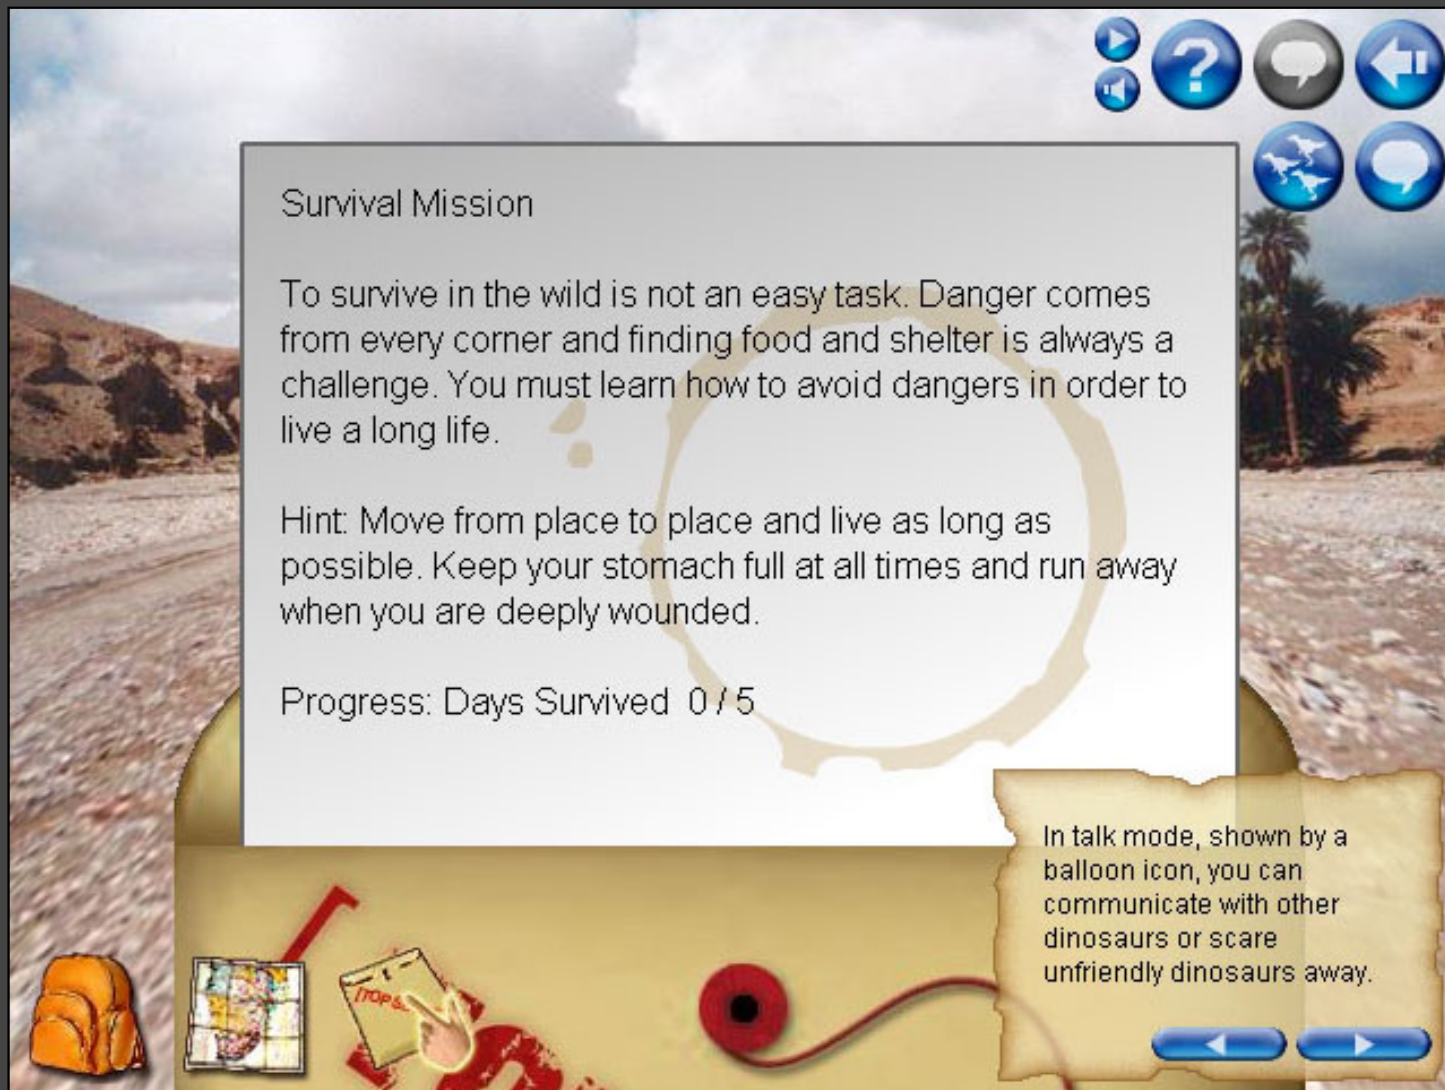 Survival Mission
To survive in the wild is not an easy task. Danger comes
from every corner and finding food and shelter is always a
challenge. You must learn how to avoid dangers in order to
live a long life.
Hint: Move from place to place and live as long as
possible. Keep your stomach full at all times and run away
when you are deeply wounded.
Progress: Days Survived 0 / 5
In talk mode, shown by a
balloon icon, you can
communicate with other
dinosaurs or scare
unfriendly dinosaurs away.
[TOP